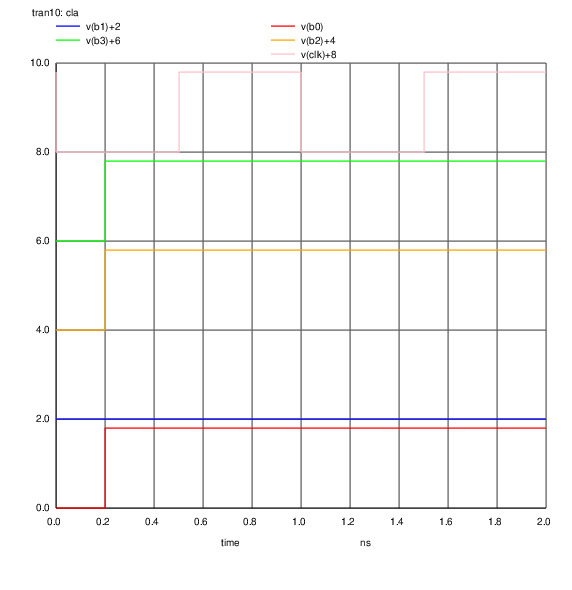 tran10: cla
v(b1)+2 v(b0)
v(b3)+6 v(b2)+4
v(clk)+8
10.0
8.0
6.0
4.0
2.0
0.0
0.0 0.2 0.4 0.6 0.8 1.0 1.2 1.4 1.6 1.8 2.0
time ns